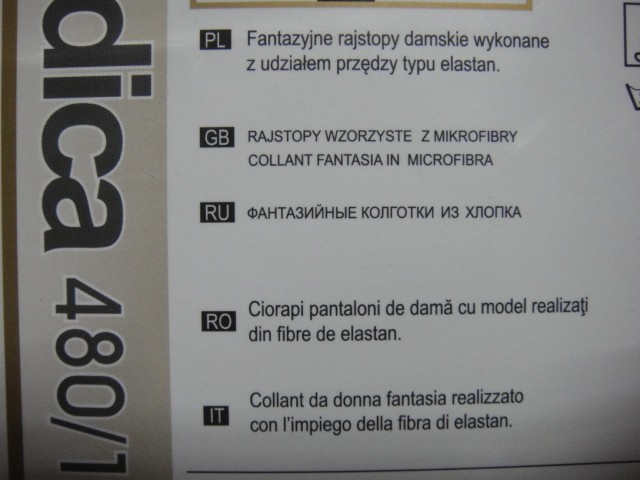 dica 480/1
PL Fantazyjne rajstopy damskie wykonane
z udziałem przędzy typu elastan.
GB RAJSTOPY WZORZYSTE Z MIKROFIBRY
COLLANT FANTASIA IN MICROFIBRA
RU ФАНТАЗИЙНЫЕ КОЛГОТКИ ИЗ ХЛОПКА
RO Ciorapi pantaloni de damă cu model realizaţi
din fibre de elastan.
IT Collant da donna fantasia realizzato
con l'impiego della fibra di elastan.